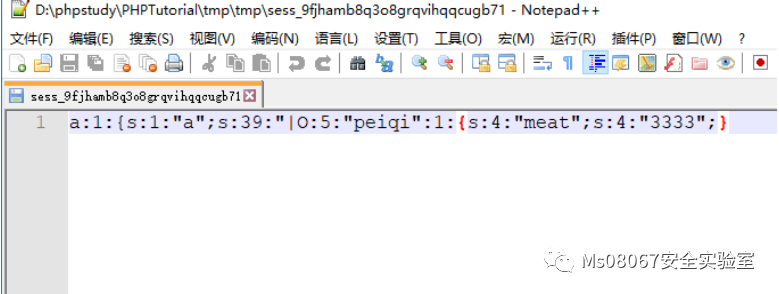 D:\phpstudy\PHPTutorial\tmp\tmp\sess_9fjhamb8q3o8grqvihqqcugb71 - Notepad++
文件(F) 编辑(E) 搜索(S) 视图(V) 编码(N) 语言(L) 设置(T) 工具(O) 宏(M) 运行(R) 插件(P) 窗口(W) ?
sess_9fjhamb8q3o8grqvihqqcugb71
1 a:1:{s:1:"a";s:39:"|O:5:"peiqi":1:{s:4:"meat";s:4:"3333";}
Ms08067安全实验室